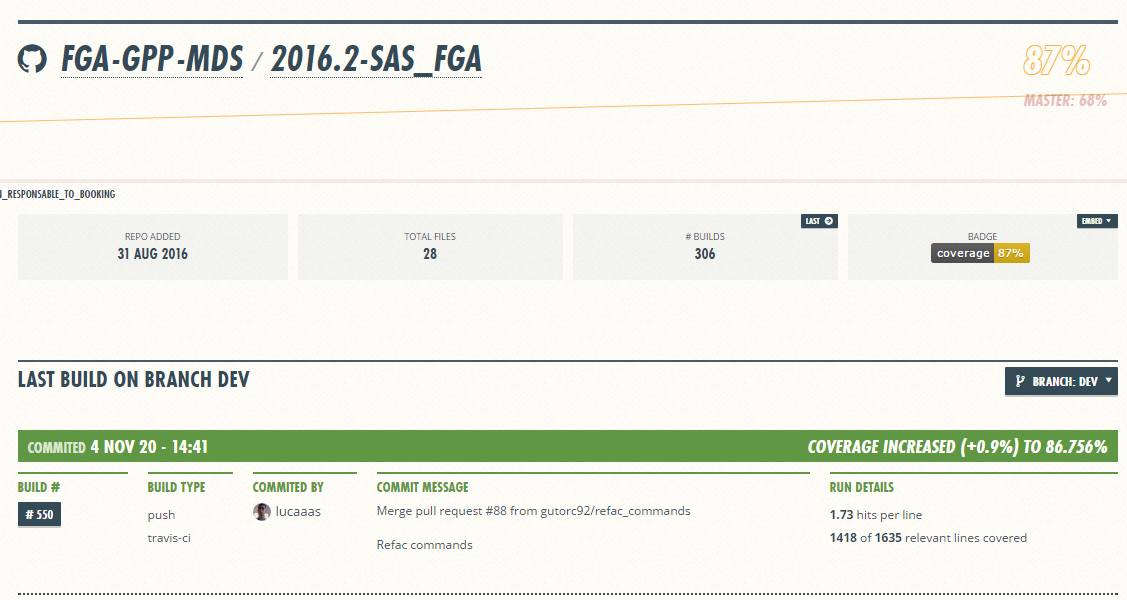 FGA-GPP-MDS / 2016.2-SAS_FGA
87%
MASTER: 68%
_RESPONSABLE_TO_BOOKING
REPO ADDED
31 AUG 2016
TOTAL FILES
28
LAST
# BUILDS
306
EMBED
BADGE
coverage 87%
LAST BUILD ON BRANCH DEV
BRANCH: DEV
COMMITED 4 NOV 20 - 14:41
COVERAGE INCREASED (+0.9%) TO 86.756%
BUILD #
# 550
BUILD TYPE
push
travis-ci
COMMITED BY
lucaaas
COMMIT MESSAGE
Merge pull request #88 from gutorc92/refac_commands
Refac commands
RUN DETAILS
1.73 hits per line
1418 of 1635 relevant lines covered